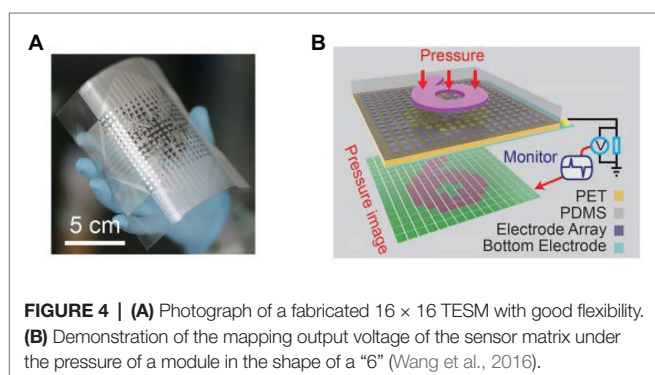 A
5 cm
B
Pressure
Pressure image
Monitor
V
PET
PDMS
Electrode Array
Bottom Electrode
FIGURE 4 | (A) Photograph of a fabricated 16 × 16 TESM with good flexibility.
(B) Demonstration of the mapping output voltage of the sensor matrix under
the pressure of a module in the shape of a “6” (Wang et al., 2016).